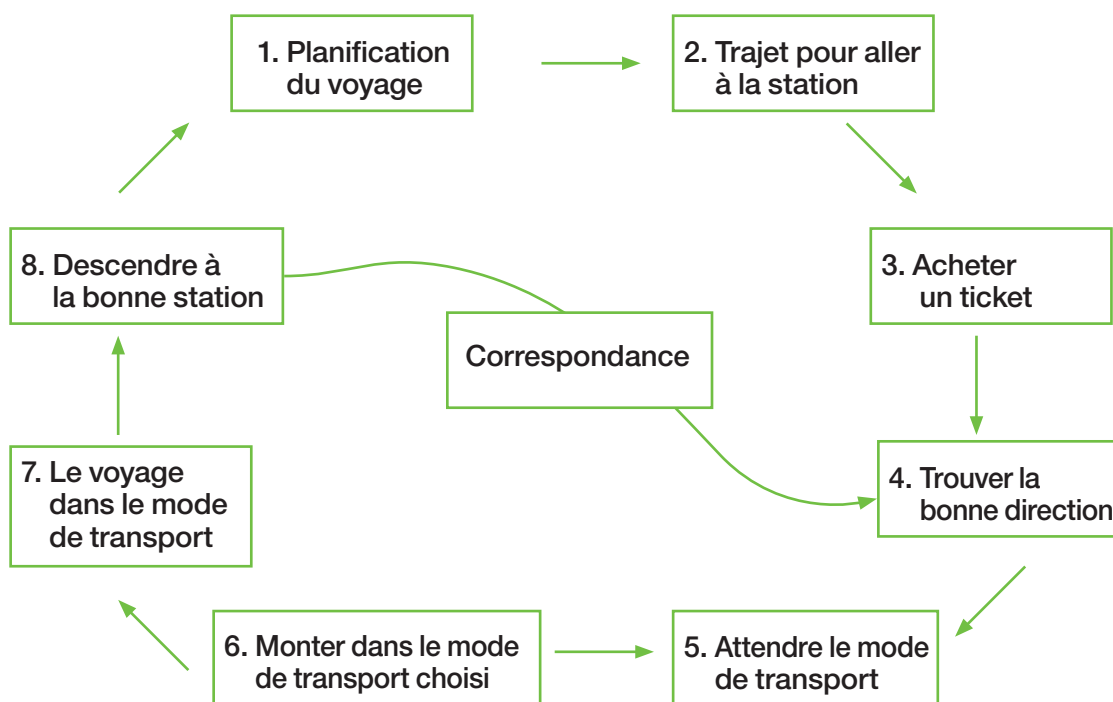 1. Planification
du voyage
2. Trajet pour aller
à la station
8. Descendre à
la bonne station
3. Acheter
un ticket
Correspondance
7. Le voyage
dans le mode
de transport
4. Trouver la
bonne direction
6. Monter dans le mode
de transport choisi
5. Attendre le mode
de transport